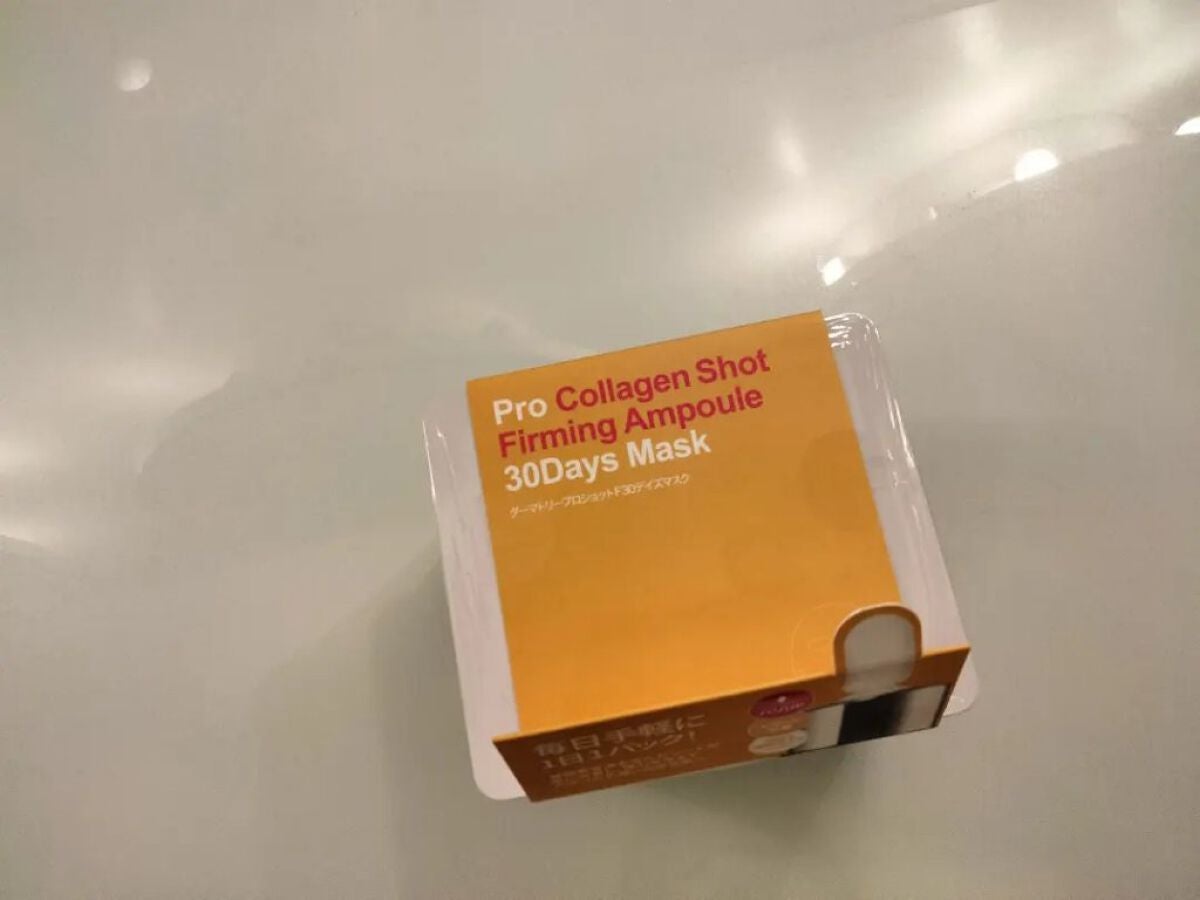 Pro Collagen Shot
Firming Ampoule
30Days Mask
ダーマトリープロショットF30デイズマスク
毎日手軽に
1日1パック!